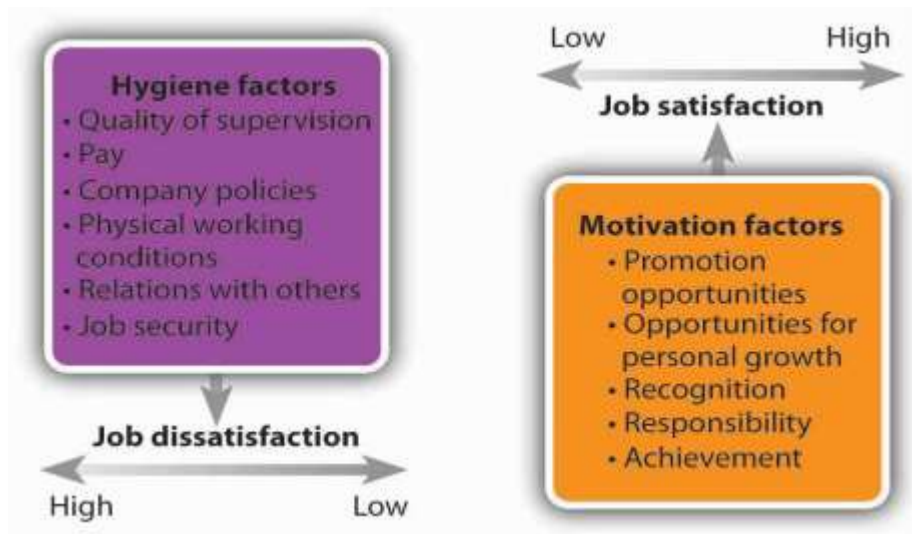 Hygiene factors
• Quality of supervision
• Pay
• Company policies
• Physical working
conditions
• Relations with others
• Job security
Job dissatisfaction
High Low
Low High
Job satisfaction
Motivation factors
• Promotion
opportunities
• Opportunities for
personal growth
• Recognition
• Responsibility
• Achievement